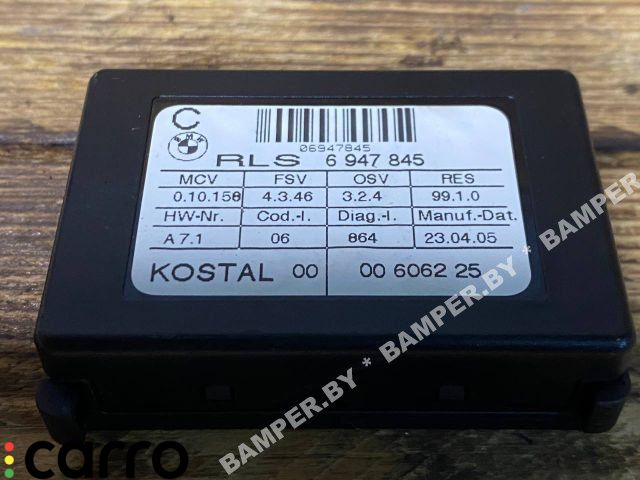 C
BMW
06947845
RLS 6 947 845
MCV FSV OSV RES
0.10.158 4.3.46 3.2.4 99.1.0
HW-Nr. Cod.-I. Diag.-I. Manuf.-Dat.
A 7.1 06 864 23.04.05
KOSTAL 00 00 6062 25
BAMPER.BY * BAMPER.BY * BAMPER.BY
carro